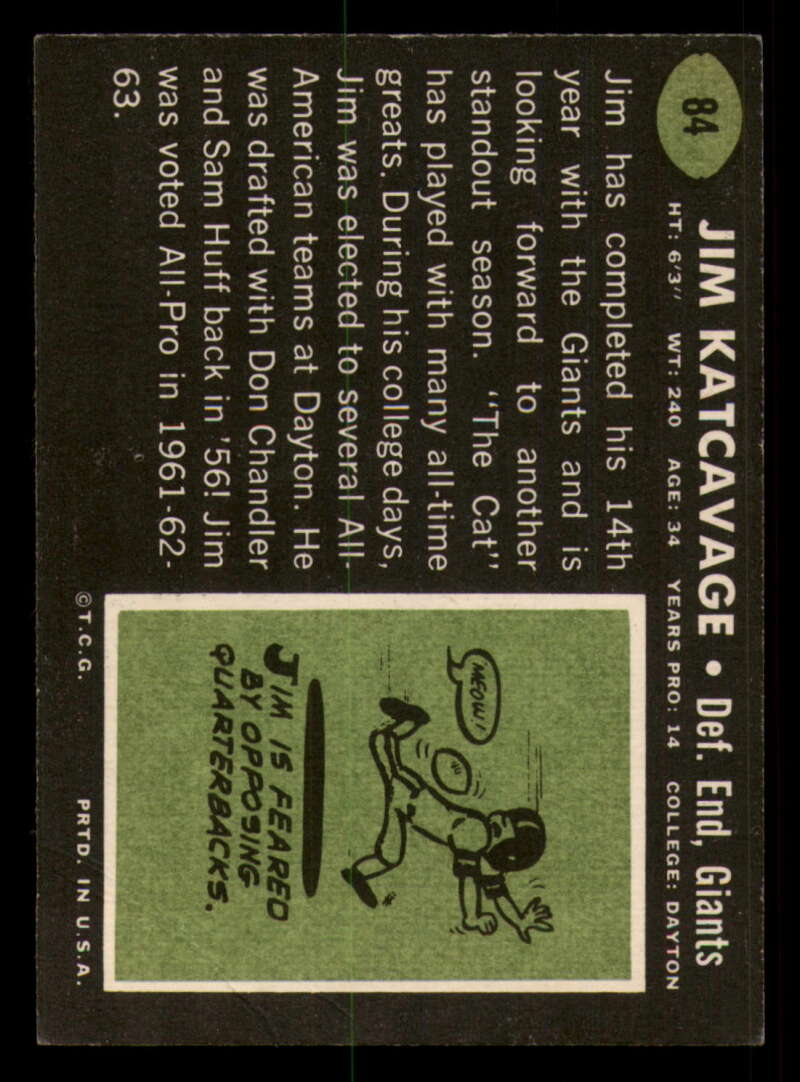 84
JIM KATCAVAGE • Def. End, Giants
HT: 6'3" WT: 240 AGE: 34 YEARS PRO: 14 COLLEGE: DAYTON
Jim has completed his 14th
year with the Giants and is
looking forward to another
standout season. "The Cat"
has played with many all-time
greats. During his college days,
Jim was elected to several All-
American teams at Dayton. He
was drafted with Don Chandler
and Sam Huff back in '56! Jim
was voted All-Pro in 1961-62-
63.
MEOW!
JIM IS FEARED
BY OPPOSING
QUARTERBACKS.
©T.C.G. PRTD. IN U.S.A.